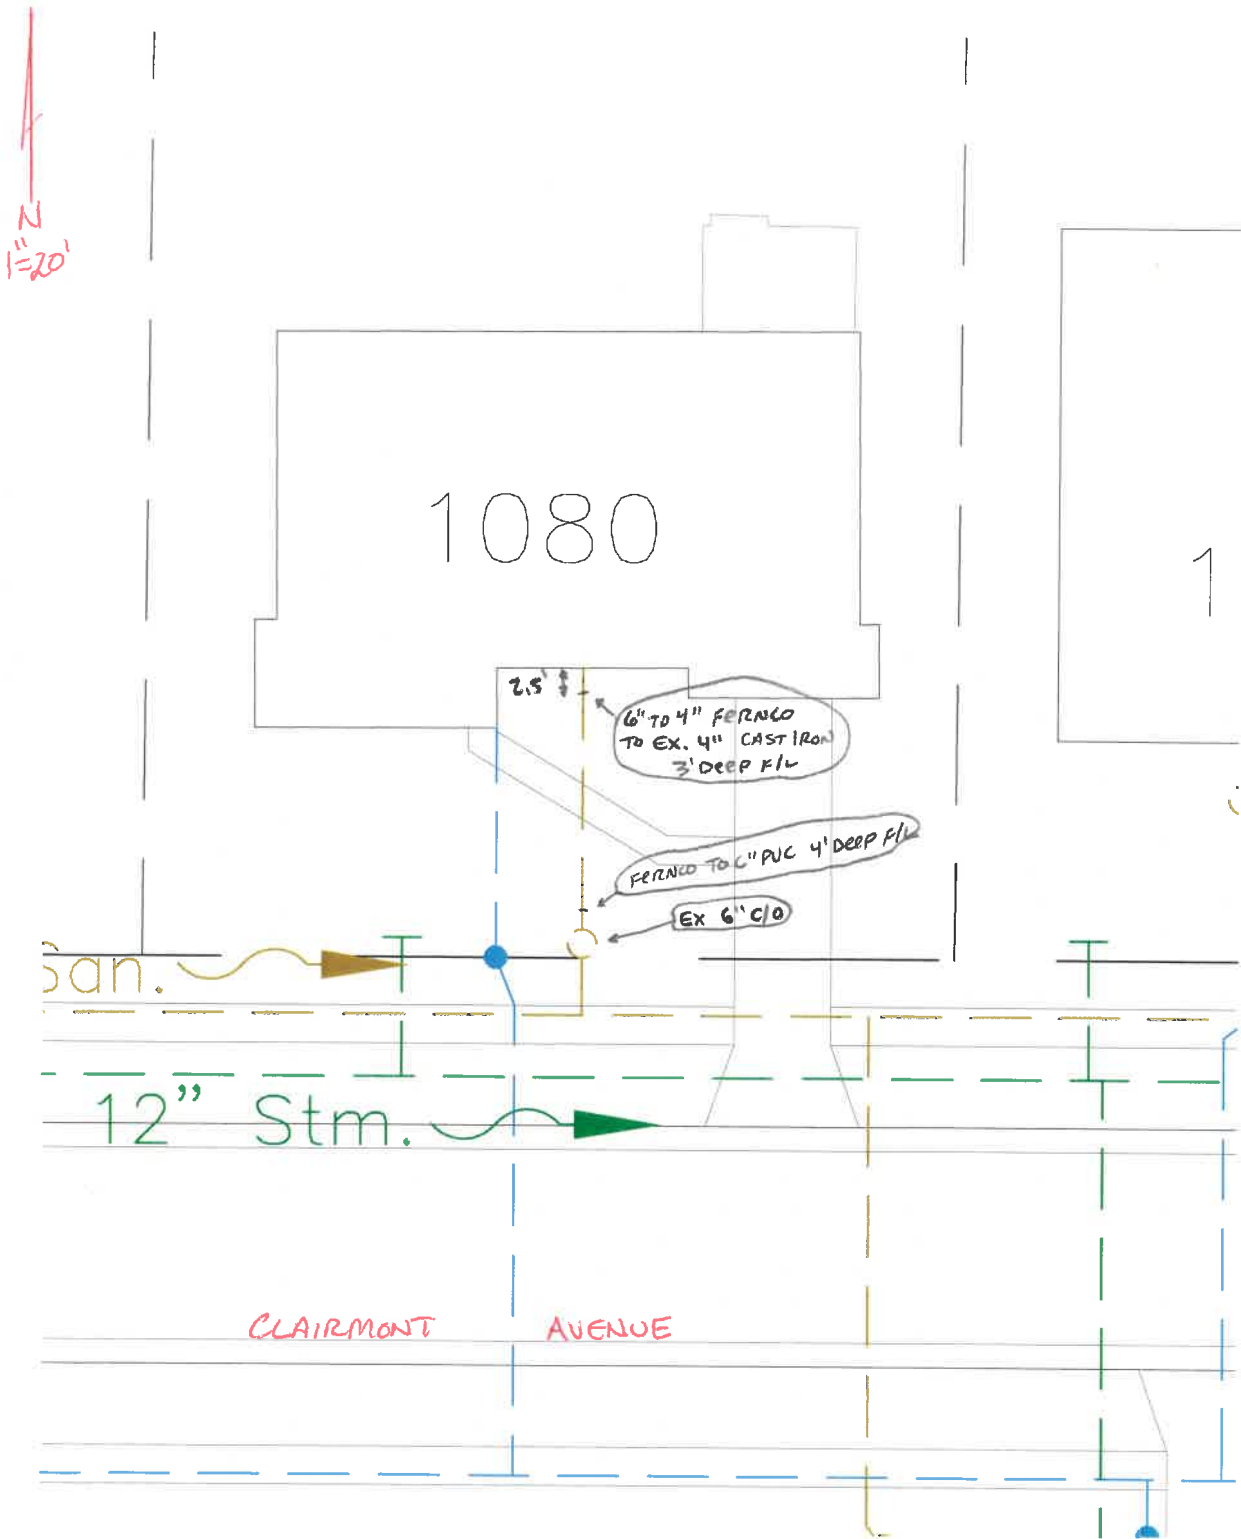 N
1"=20'
1080
1
2.5'
6" TO 4" FERNCO
TO EX. 4" CAST IRON
3' DEEP F/L
FERNCO TO 6" PVC 4' DEEP F/L
EX 6" C/O
San.
12” Stm.
CLAIRMONT AVENUE